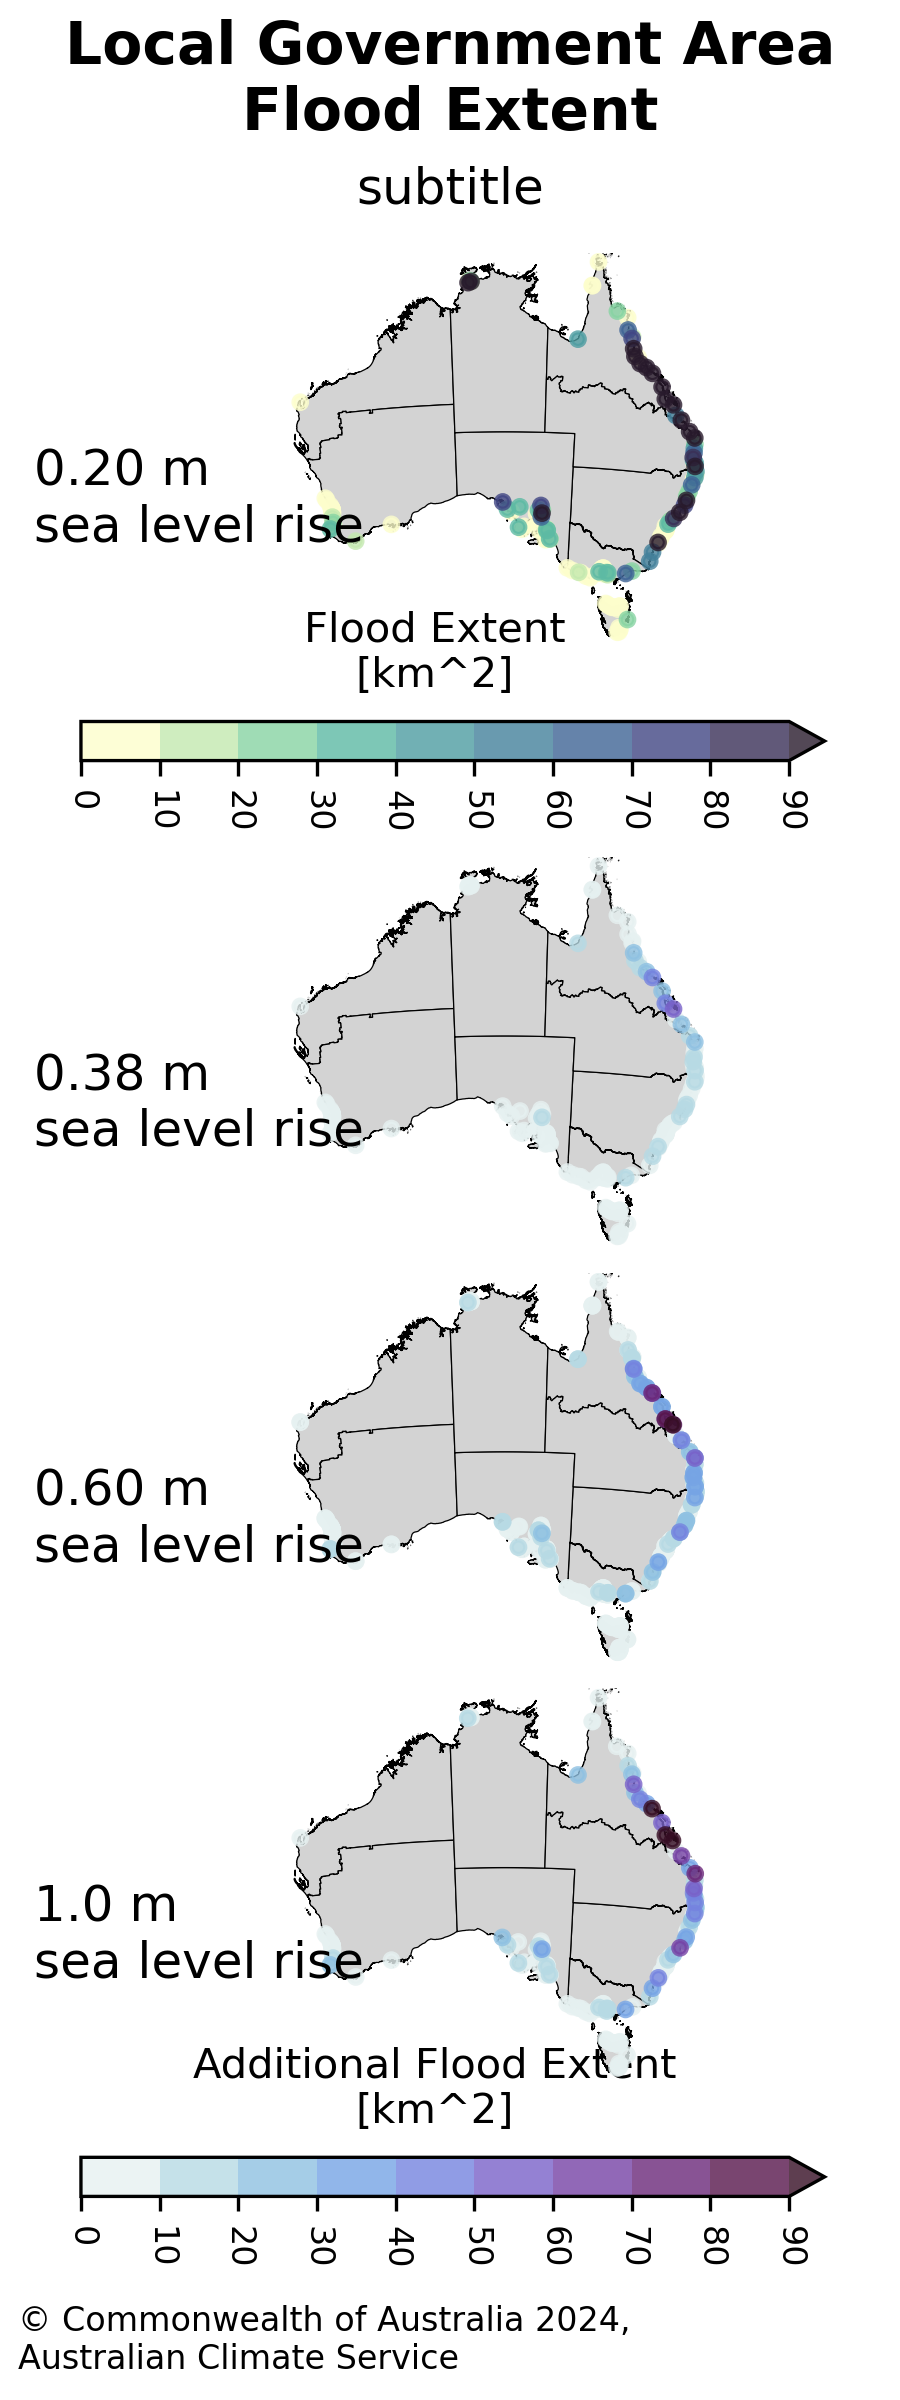 Local Government Area
Flood Extent
subtitle
0.20 m
sea level rise
Flood Extent
[km^2]
0 10 20 30 40 50 60 70 80 90
0.38 m
sea level rise
0.60 m
sea level rise
1.0 m
sea level rise
Additional Flood Extent
[km^2]
0 10 20 30 40 50 60 70 80 90
© Commonwealth of Australia 2024,
Australian Climate Service